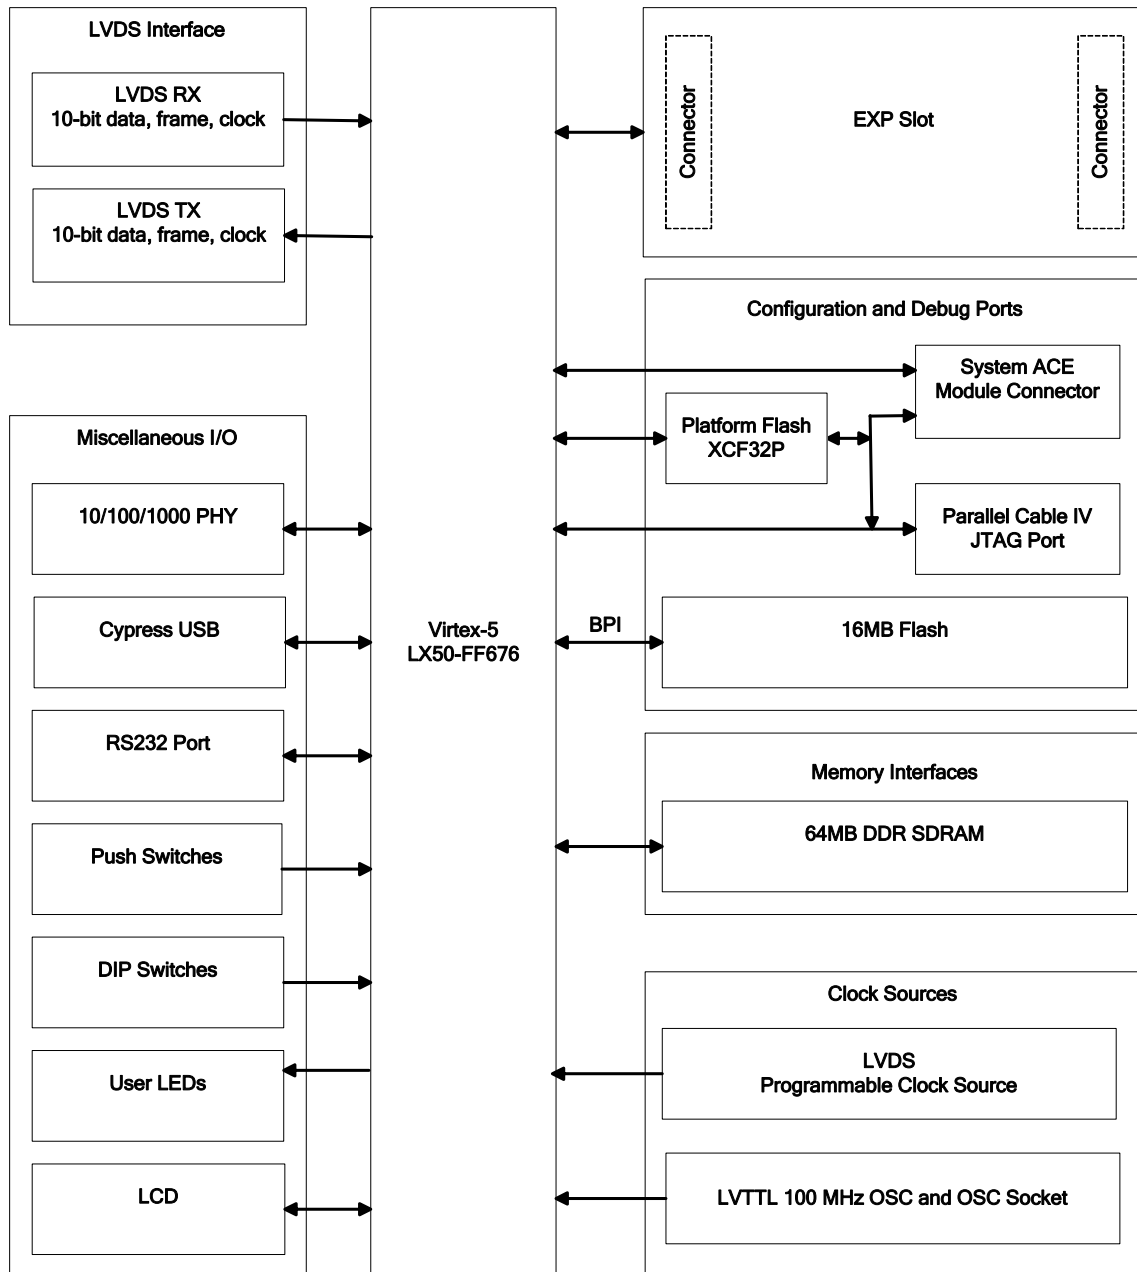 LVDS Interface
LVDS RX
10-bit data, frame, clock
LVDS TX
10-bit data, frame, clock
Miscellaneous I/O
10/100/1000 PHY
Cypress USB
RS232 Port
Push Switches
DIP Switches
User LEDs
LCD
Virtex-5
LX50-FF676
Connector
EXP Slot
Connector
Configuration and Debug Ports
System ACE
Module Connector
Platform Flash
XCF32P
Parallel Cable IV
JTAG Port
BPI
16MB Flash
Memory Interfaces
64MB DDR SDRAM
Clock Sources
LVDS
Programmable Clock Source
LVTTL 100 MHz OSC and OSC Socket